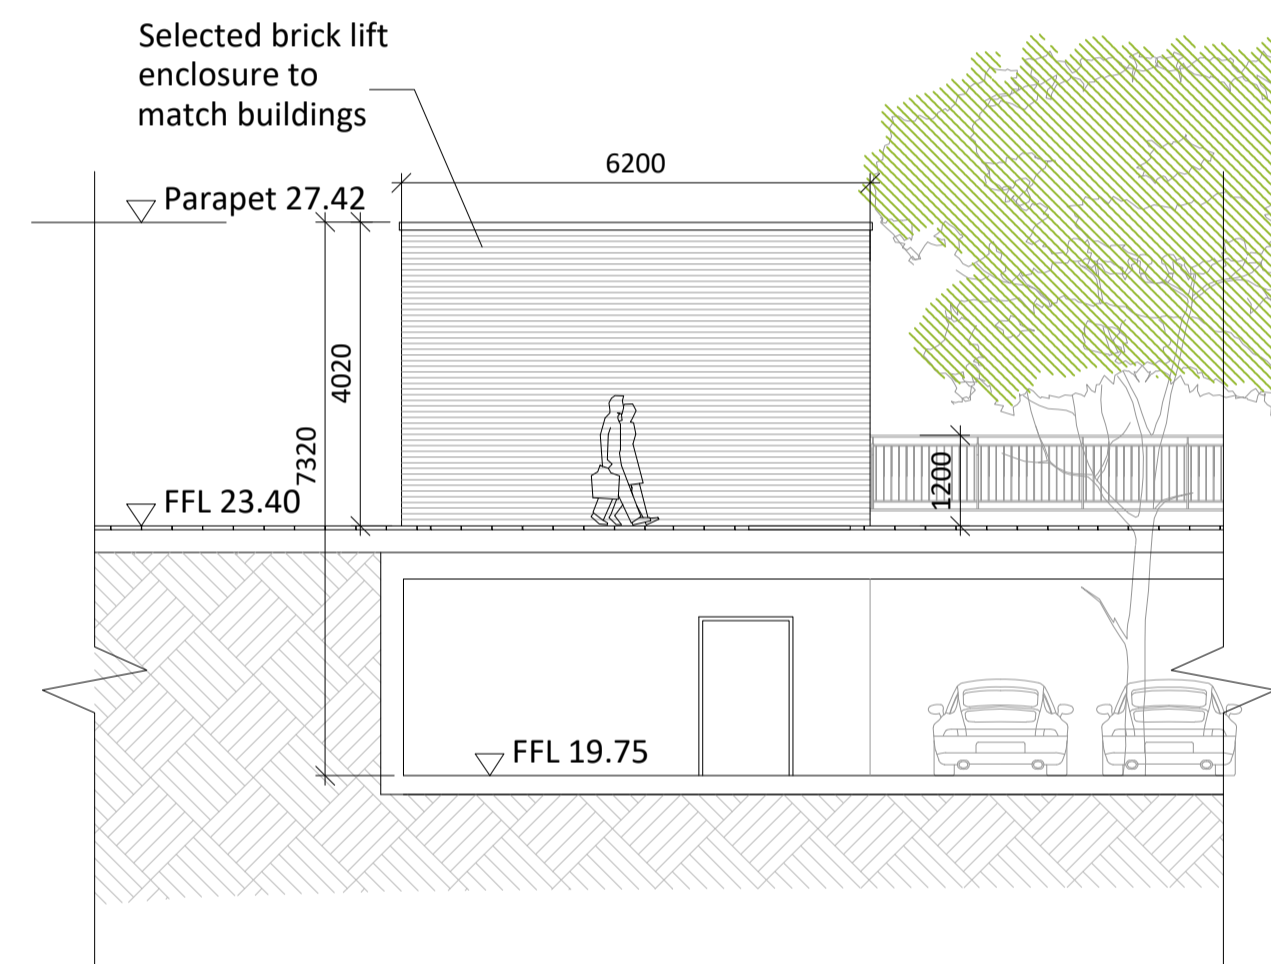 Selected brick lift
enclosure to
match buildings
6200
Parapet 27.42
4020
7320
FFL 23.40
1200
FFL 19.75